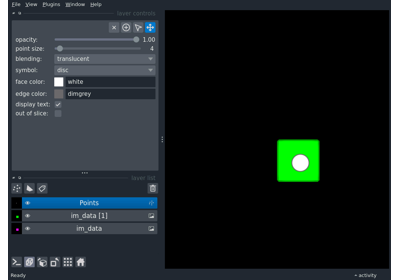 File View Plugins Window Help
layer controls
opacity: 1.00
point size: 4
blending: translucent
symbol: disc
face color: white
edge color: dimgrey
display text:
out of slice:
layer list
Points
im_data [1]
im_data
Ready activity